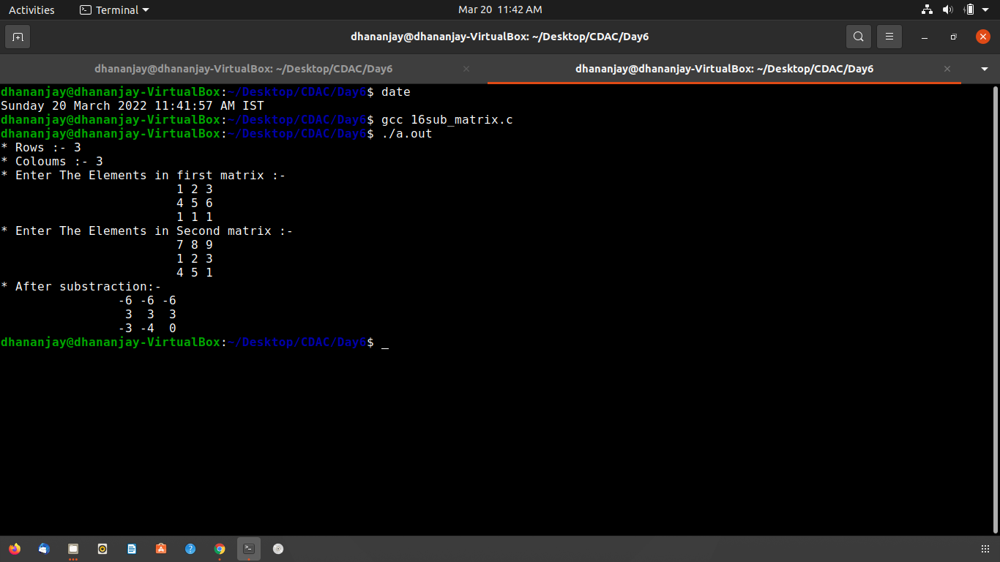 Activities Terminal Mar 20 11:42 AM
dhananjay@dhananjay-VirtualBox: ~/Desktop/CDAC/Day6
dhananjay@dhananjay-VirtualBox: ~/Desktop/CDAC/Day6 dhananjay@dhananjay-VirtualBox: ~/Desktop/CDAC/Day6
dhananjay@dhananjay-VirtualBox:~/Desktop/CDAC/Day6$ date
Sunday 20 March 2022 11:41:57 AM IST
dhananjay@dhananjay-VirtualBox:~/Desktop/CDAC/Day6$ gcc 16sub_matrix.c
dhananjay@dhananjay-VirtualBox:~/Desktop/CDAC/Day6$ ./a.out
* Rows :- 3
* Coloums :- 3
* Enter The Elements in first matrix :-
1 2 3
4 5 6
1 1 1
* Enter The Elements in Second matrix :-
7 8 9
1 2 3
4 5 1
* After substraction:-
-6 -6 -6
3 3 3
-3 -4 0
dhananjay@dhananjay-VirtualBox:~/Desktop/CDAC/Day6$ _